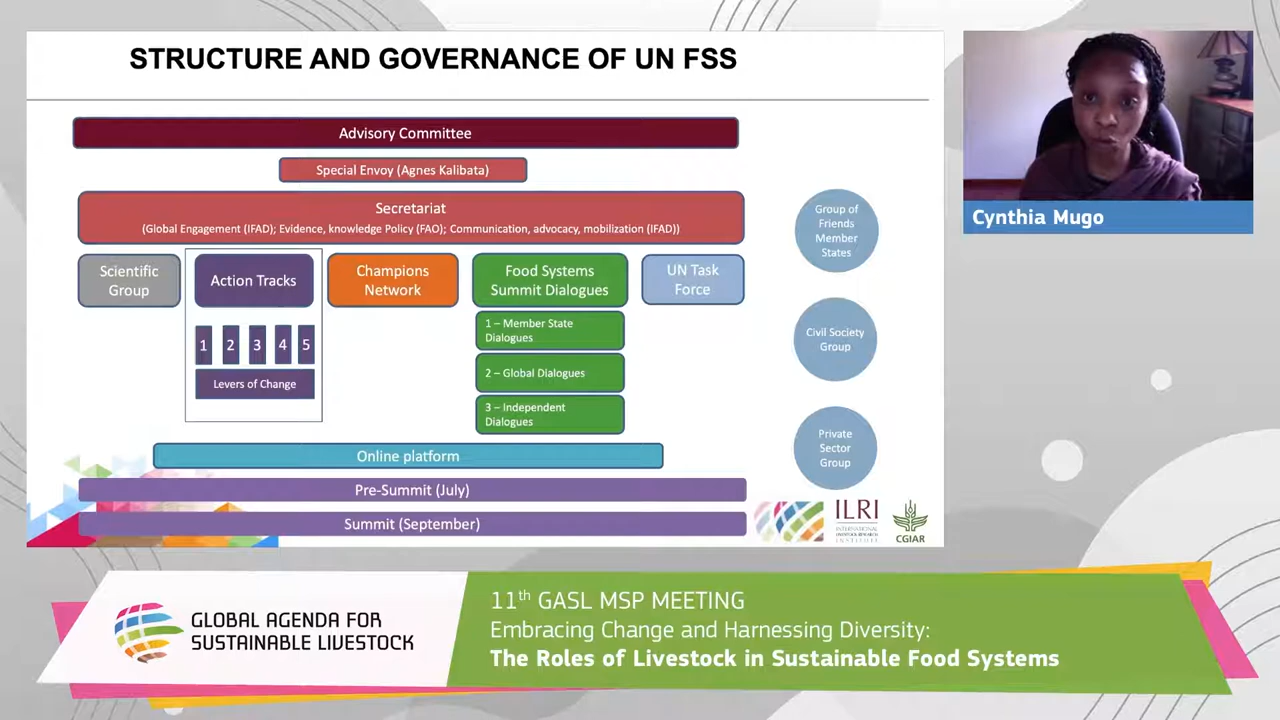 STRUCTURE AND GOVERNANCE OF UN FSS
Advisory Committee
Special Envoy (Agnes Kalibata)
Secretariat
(Global Engagement (IFAD); Evidence, knowledge Policy (FAO); Communication, advocacy, mobilization (IFAD))
Scientific
Group
Action Tracks
1 2 3 4 5
Levers of Change
Champions
Network
Food Systems
Summit Dialogues
1 – Member State
Dialogues
2 – Global Dialogues
3 – Independent
Dialogues
UN Task
Force
Online platform
Pre-Summit (July)
Summit (September)
Group of
Friends
Member
States
Civil Society
Group
Private
Sector
Group
ILRI
INTERNATIONAL
LIVESTOCK RESEARCH
INSTITUTE
CGIAR
Cynthia Mugo
GLOBAL AGENDA FOR
SUSTAINABLE LIVESTOCK
11th GASL MSP MEETING
Embracing Change and Harnessing Diversity:
The Roles of Livestock in Sustainable Food Systems